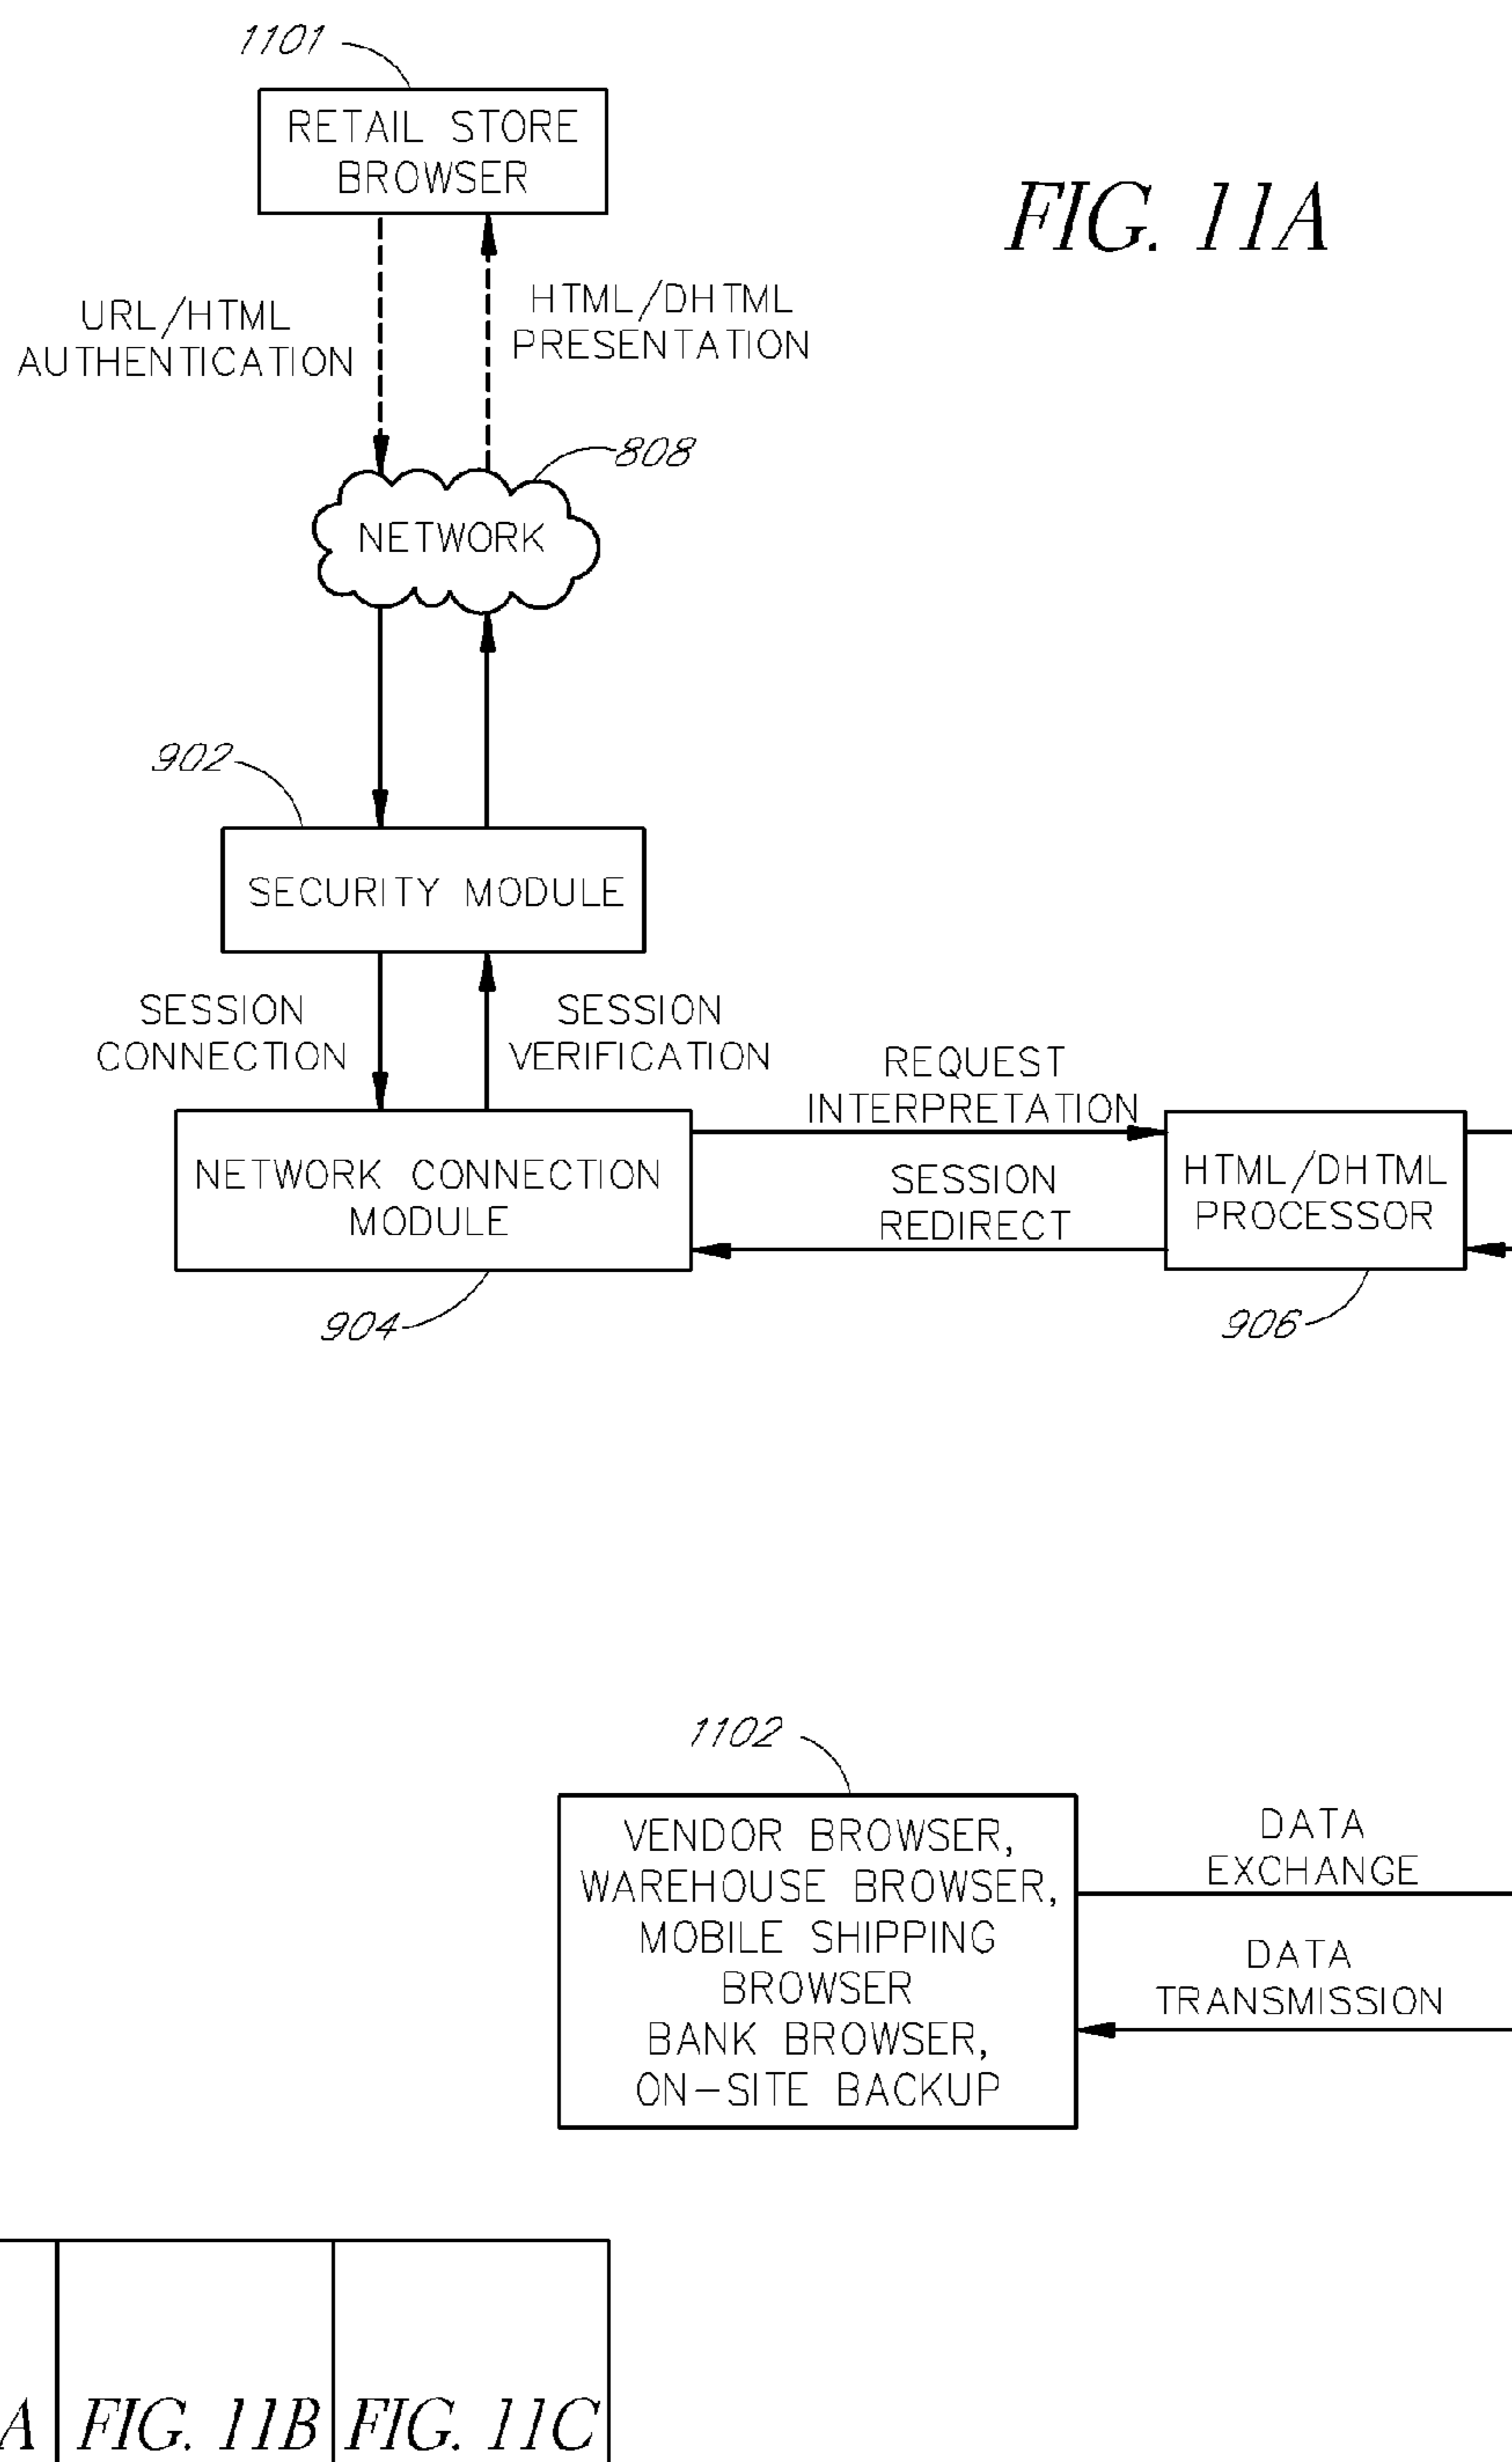 1101
RETAIL STORE
BROWSER
FIG. 11A
URL/HTML
AUTHENTICATION
HTML/DHTML
PRESENTATION
808
NETWORK
902
SECURITY MODULE
SESSION
CONNECTION
SESSION
VERIFICATION
REQUEST
INTERPRETATION
NETWORK CONNECTION
MODULE
SESSION
REDIRECT
HTML/DHTML
PROCESSOR
904
906
1102
VENDOR BROWSER,
WAREHOUSE BROWSER,
MOBILE SHIPPING
BROWSER
BANK BROWSER,
ON-SITE BACKUP
DATA
EXCHANGE
DATA
TRANSMISSION
A
FIG. 11B
FIG. 11C